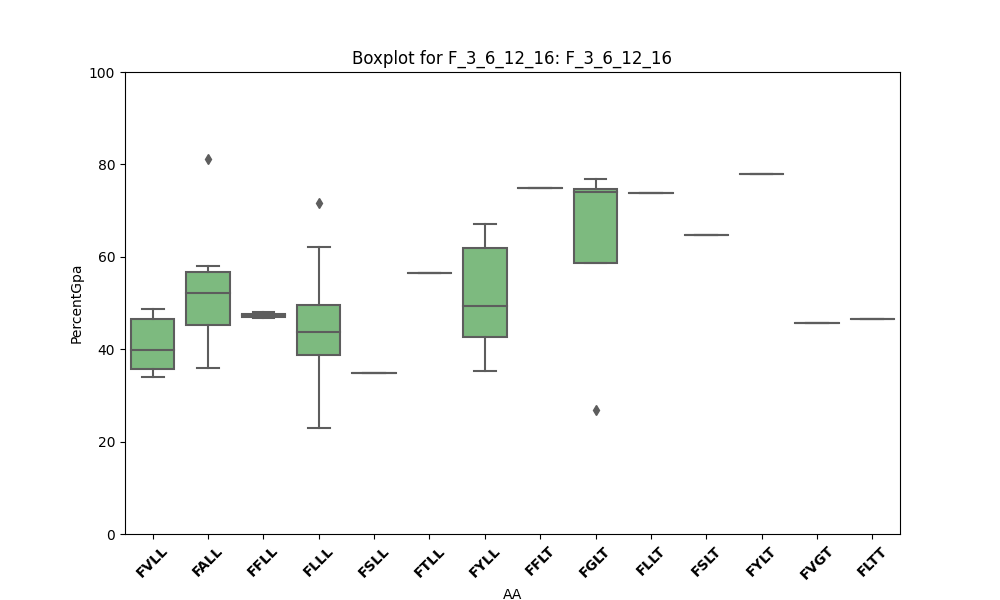 Boxplot for F_3_6_12_16: F_3_6_12_16
100
80
60
40
20
0
PercentGpa
FVLL FALL FFLL FLLL FSLL FTLL FYLL FFLT FGLT FLLT FSLT FYLT FVGT FLTT
AA